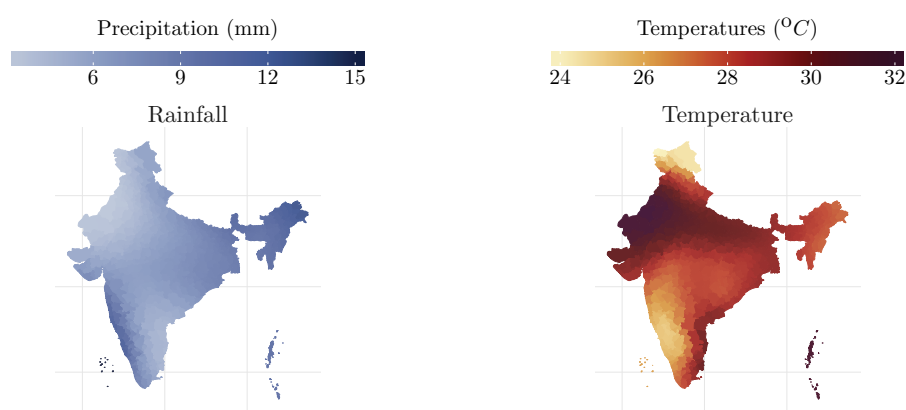 Precipitation (mm)
6 9 12 15
Rainfall
Temperatures (°C)
24 26 28 30 32
Temperature